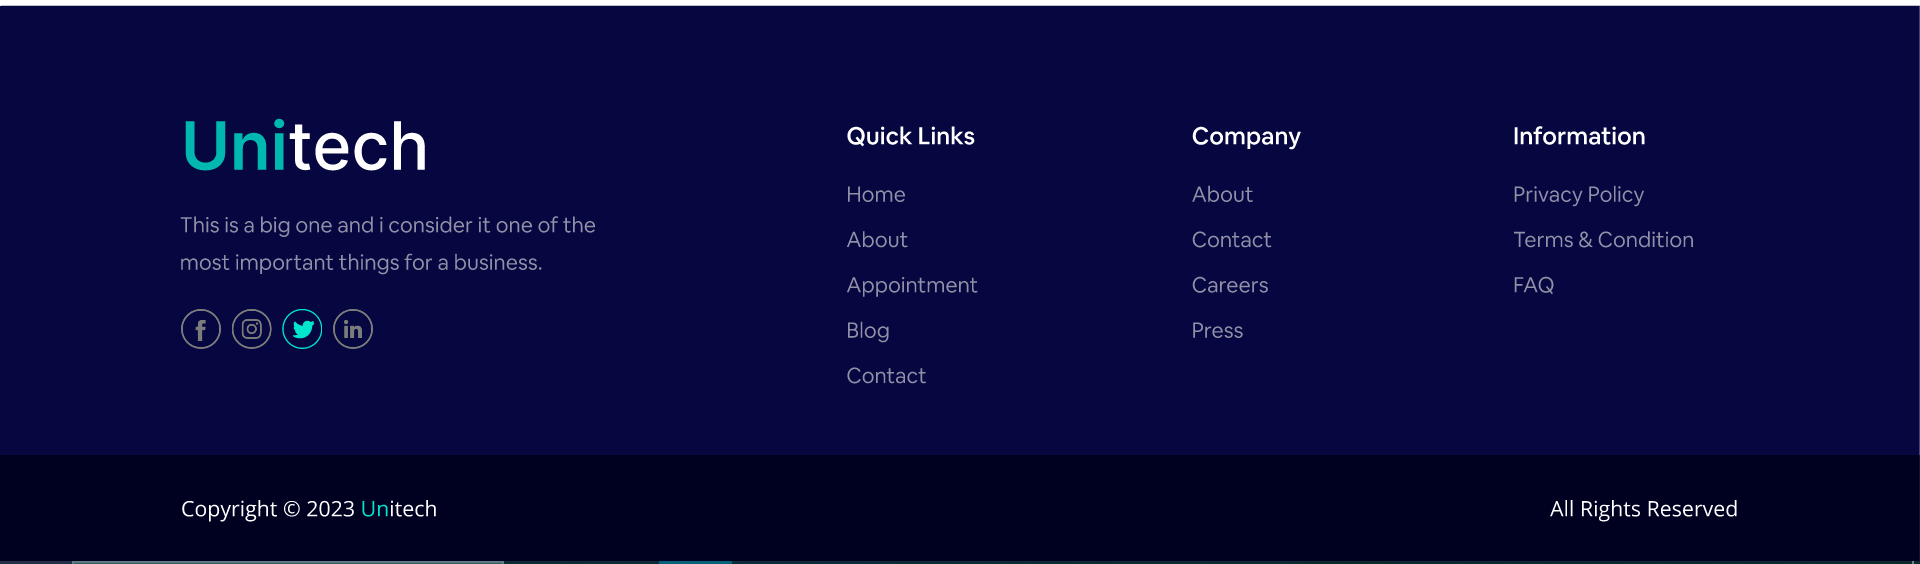 Unitech
This is a big one and i consider it one of the
most important things for a business.
Quick Links
Home
About
Appointment
Blog
Contact
Company
About
Contact
Careers
Press
Information
Privacy Policy
Terms & Condition
FAQ
Copyright © 2023 Unitech
All Rights Reserved